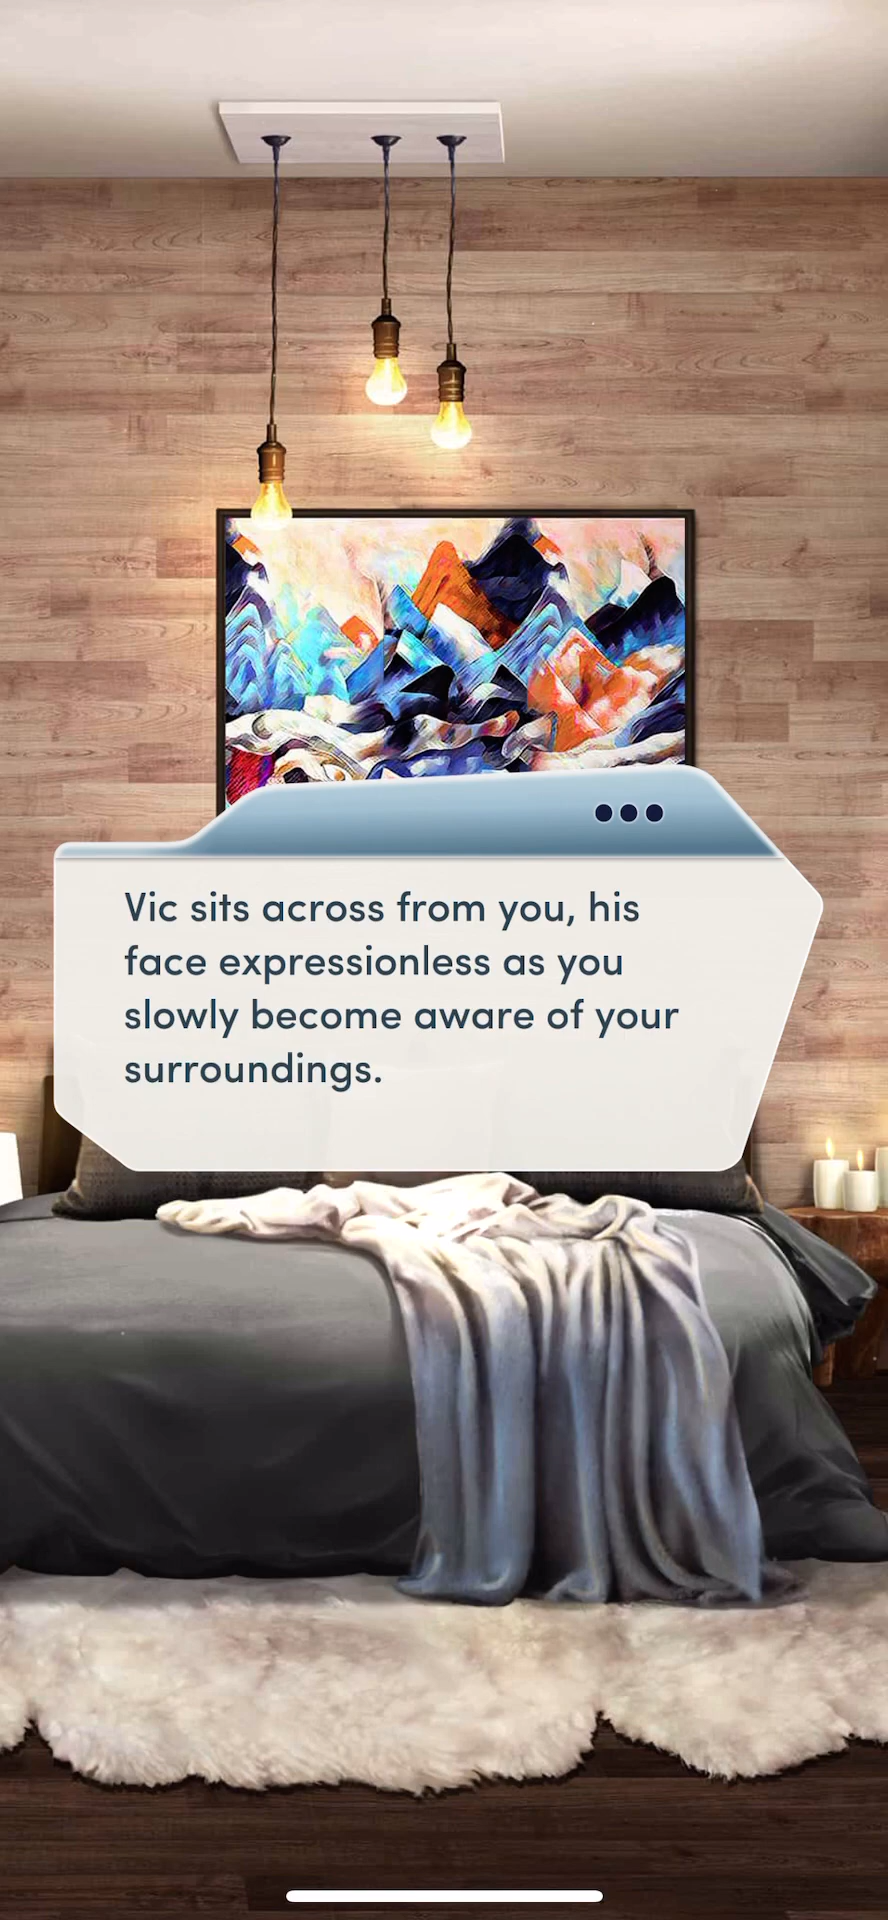 Vic sits across from you, his
face expressionless as you
slowly become aware of your
surroundings.